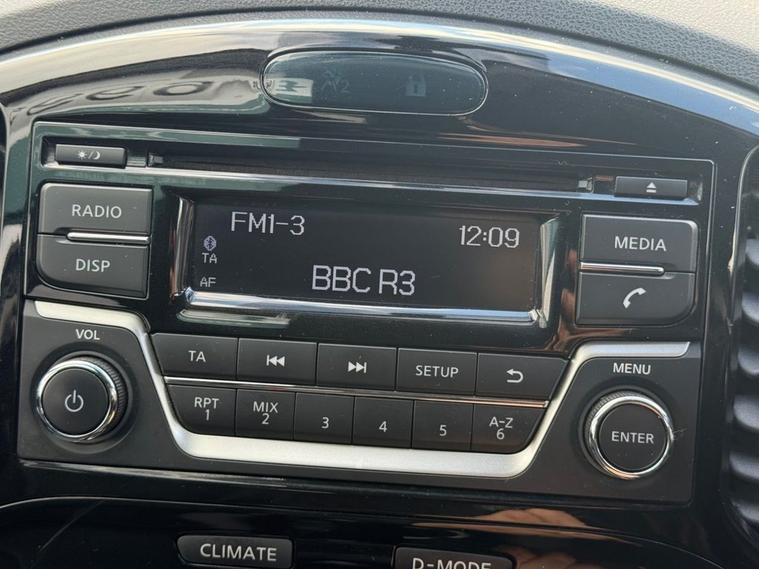 RADIO
DISP
FM1-3
12:09
TA
AF
BBC R3
MEDIA
VOL
TA
SETUP
MENU
RPT
1
MIX
2
3
4
5
A-Z
6
ENTER
CLIMATE
D-MODE